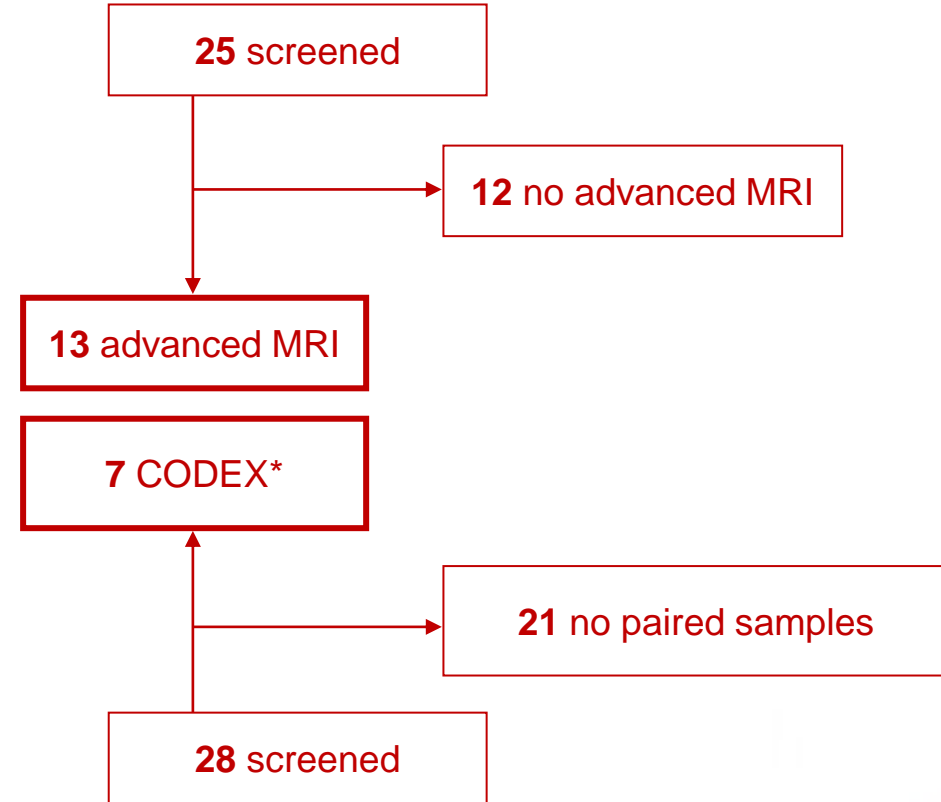 25 screened
12 no advanced MRI
13 advanced MRI
7 CODEX*
21 no paired samples
28 screened